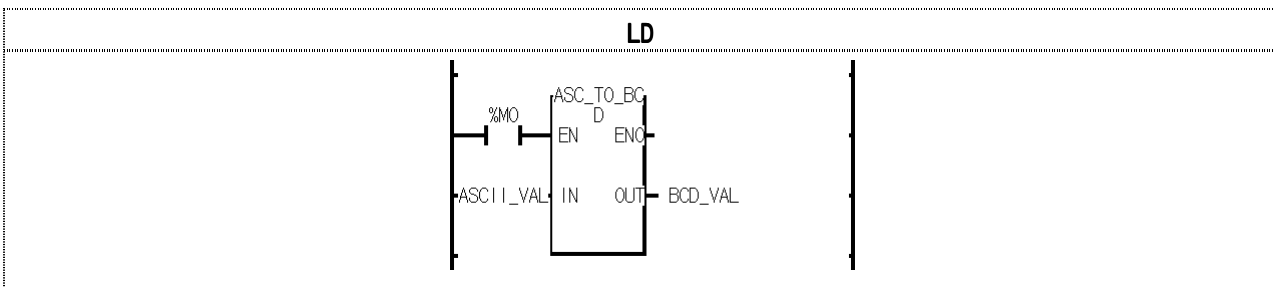 LD
ASC_TO_BC
D
%M0
EN ENO
ASCII_VAL IN OUT BCD_VAL